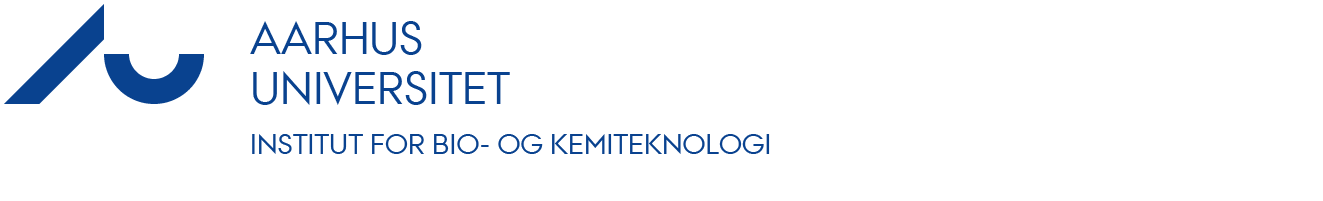 AARHUS
UNIVERSITET
INSTITUT FOR BIO- OG KEMITEKNOLOGI